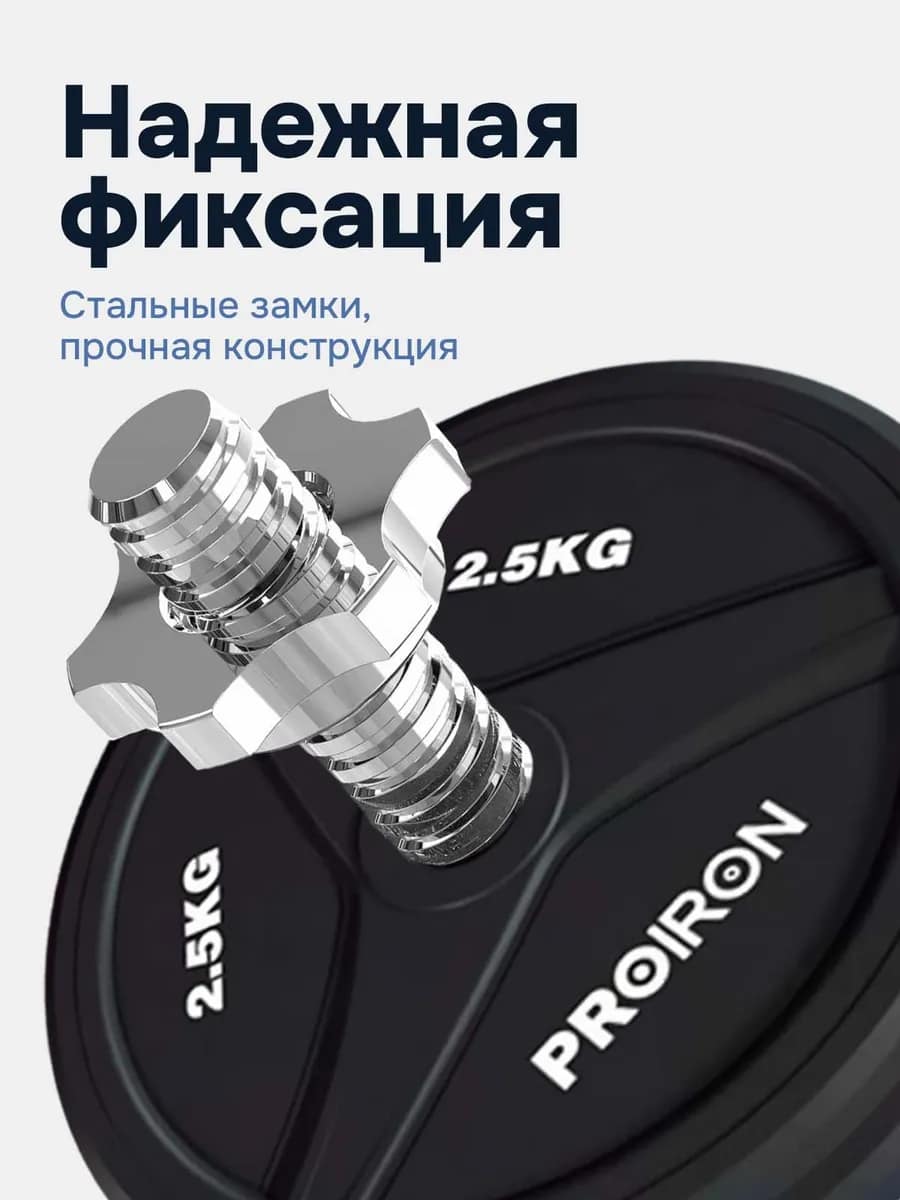 Надежная
фиксация
Стальные замки,
прочная конструкция
2.5KG
2.5KG
PROIRON